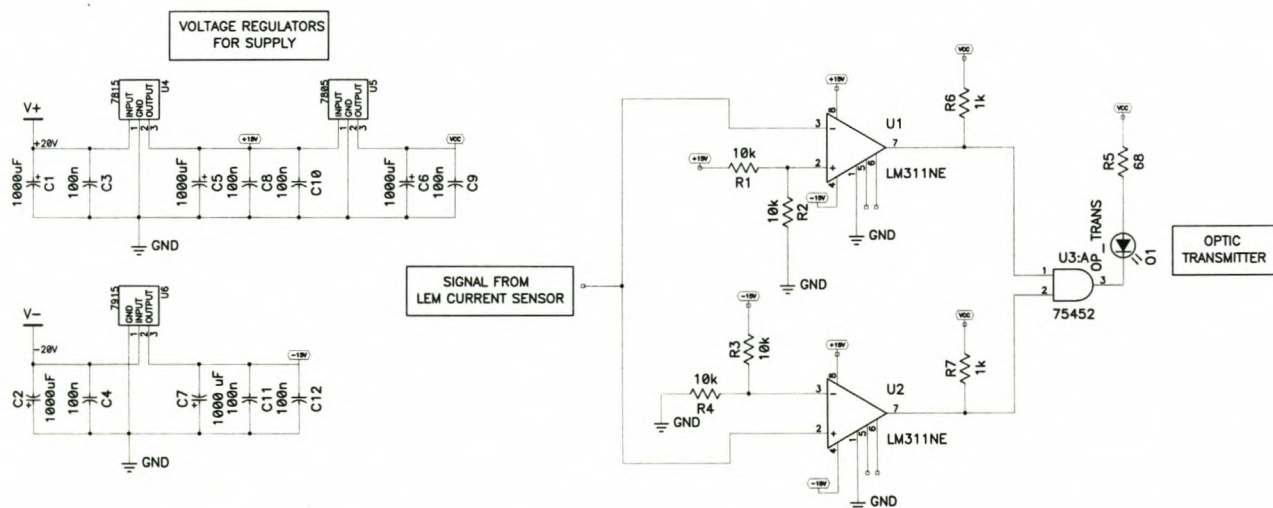 VOLTAGE REGULATORS
FOR SUPPLY
7815
INPUT
GND
OUTPUT
U4
1
2
3
7805
INPUT
GND
OUTPUT
U5
1
2
3
V+
+20V
+15V
VCC
1000uF
+
C1
100n
C3
1000uF
+
C5
100n
C8
100n
C10
1000uF
+
C6
100n
C9
GND
7915
GND
INPUT
OUTPUT
U6
1
2
3
V-
-20V
-15V
C2
+
1000uF
100n
C4
C7
+
1000 uF
100n
C11
100n
C12
GND
SIGNAL FROM
LEM CURRENT SENSOR
+15V
8
U1
3
-
7
+15V
10k
R1
2
+
4
1
5
6
LM311NE
-15V
10k
R2
GND
GND
VCC
R6
1k
VCC
R5
68
OP_TRANS
O1
OPTIC
TRANSMITTER
U3:A
1
2
3
75452
-15V
R3
10k
+15V
8
U2
10k
R4
3
-
7
GND
2
+
4
1
5
6
LM311NE
-15V
GND
VCC
R7
1k